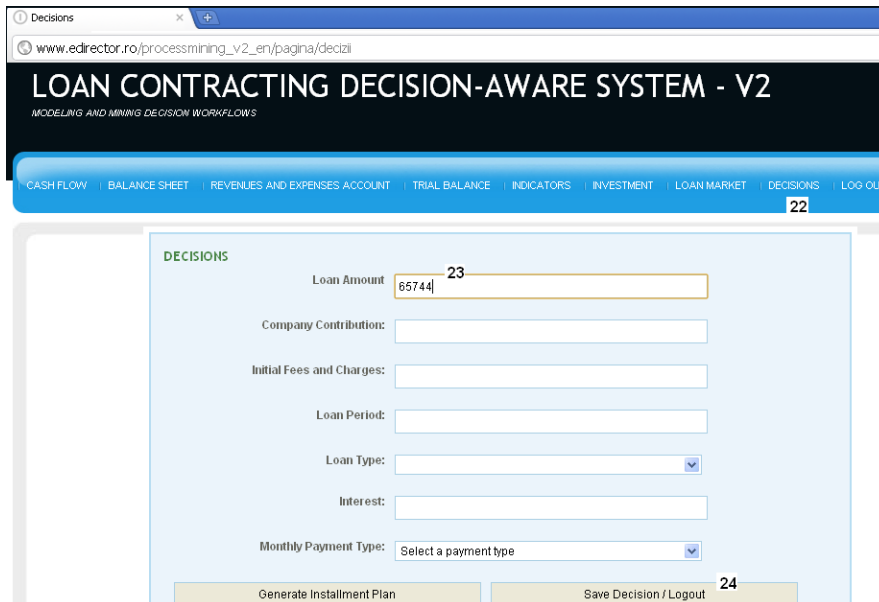 Decisions
www.edirector.ro/processmining_v2_en/pagina/decizii
LOAN CONTRACTING DECISION-AWARE SYSTEM - V2
MODELING AND MINING DECISION WORKFLOWS
CASH FLOW BALANCE SHEET REVENUES AND EXPENSES ACCOUNT TRIAL BALANCE INDICATORS INVESTMENT LOAN MARKET DECISIONS LOG OU
22
DECISIONS
23
Loan Amount 65744
Company Contribution:
Initial Fees and Charges:
Loan Period:
Loan Type:
Interest:
Monthly Payment Type: Select a payment type
24
Generate Installment Plan Save Decision / Logout